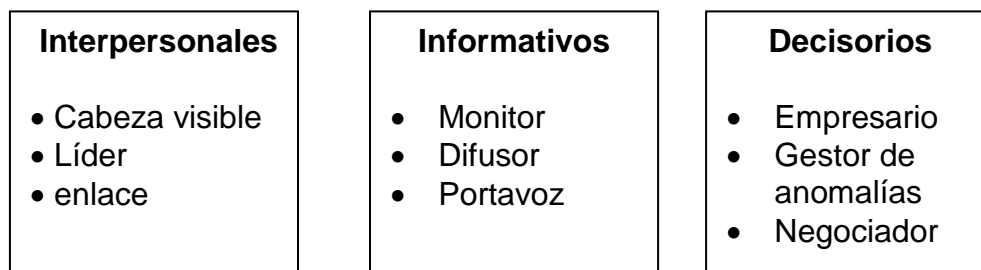 Interpersonales
• Cabeza visible
• Líder
• enlace
Informativos
• Monitor
• Difusor
• Portavoz
Decisorios
• Empresario
• Gestor de
anomalías
• Negociador